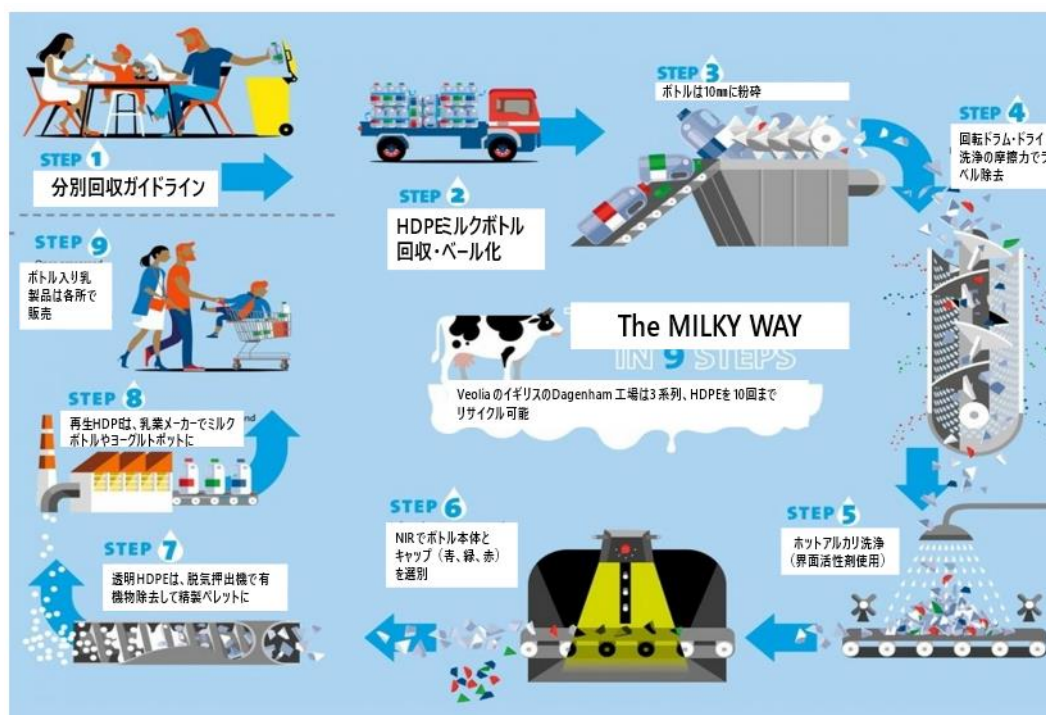 STEP 1
分別回収ガイドライン
STEP 2
HDPEミルクボトル
回収・ベール化
STEP 3
ボトルは10㎜に粉砕
STEP 4
回転ドラム・ドライ
洗浄の摩擦力でラ
ベル除去
STEP 9
ボトル入り乳
製品は各所で
販売
The MILKY WAY
IN 9 STEPS
Veolia のイギリスのDagenham 工場は3系列、HDPEを10回まで
リサイクル可能
STEP 8
再生HDPEは、乳業メーカーでミルク
ボトルやヨーグルトポットに
nd
STEP 7
透明HDPEは、脱気押出機で有
機物除去して精製ペレットに
STEP 6
NIRでボトル本体と
キャップ（青、緑、赤）
を選別
STEP 5
ホットアルカリ洗浄
（界面活性剤使用）